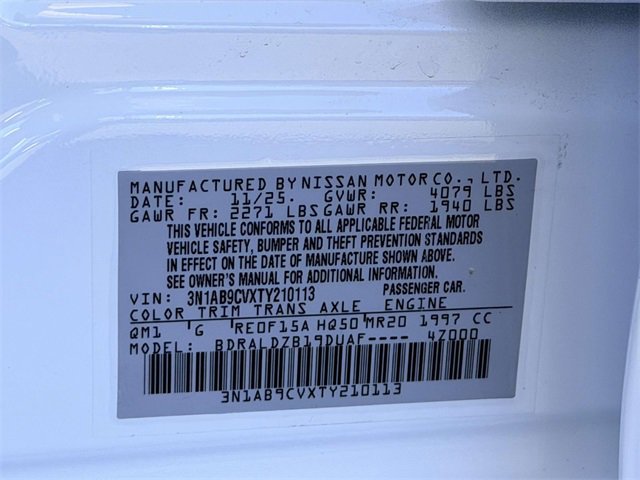 MANUFACTURED BY NISSAN MOTOR CO., LTD.
DATE: 11/25. GVWR: 4079 LBS
GAWR FR: 2271 LBS GAWR RR: 1940 LBS
THIS VEHICLE CONFORMS TO ALL APPLICABLE FEDERAL MOTOR
VEHICLE SAFETY, BUMPER AND THEFT PREVENTION STANDARDS
IN EFFECT ON THE DATE OF MANUFACTURE SHOWN ABOVE.
SEE OWNER'S MANUAL FOR ADDITIONAL INFORMATION.
VIN: 3N1AB9CVXTY210113 PASSENGER CAR.
COLOR TRIM TRANS AXLE ENGINE
QM1 G RE0F15A HQ50 MR20 1997 CC
MODEL: BDRALDZB19DUAF---- 4Z000
3N1AB9CVXTY210113